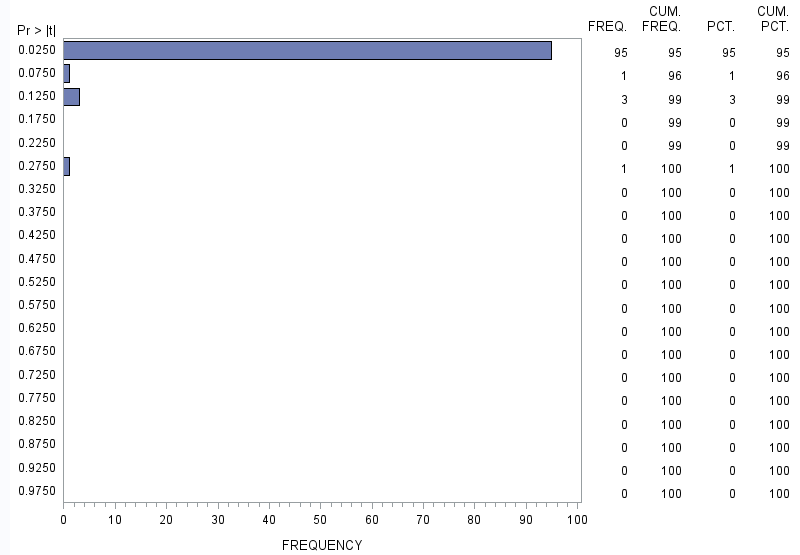 CUM. CUM.
Pr > |t| FREQ. FREQ. PCT. PCT.
0.0250 95 95 95 95
0.0750 1 96 1 96
0.1250 3 99 3 99
0.1750 0 99 0 99
0.2250 0 99 0 99
0.2750 1 100 1 100
0.3250 0 100 0 100
0.3750 0 100 0 100
0.4250 0 100 0 100
0.4750 0 100 0 100
0.5250 0 100 0 100
0.5750 0 100 0 100
0.6250 0 100 0 100
0.6750 0 100 0 100
0.7250 0 100 0 100
0.7750 0 100 0 100
0.8250 0 100 0 100
0.8750 0 100 0 100
0.9250 0 100 0 100
0.9750 0 100 0 100
0 10 20 30 40 50 60 70 80 90 100
FREQUENCY